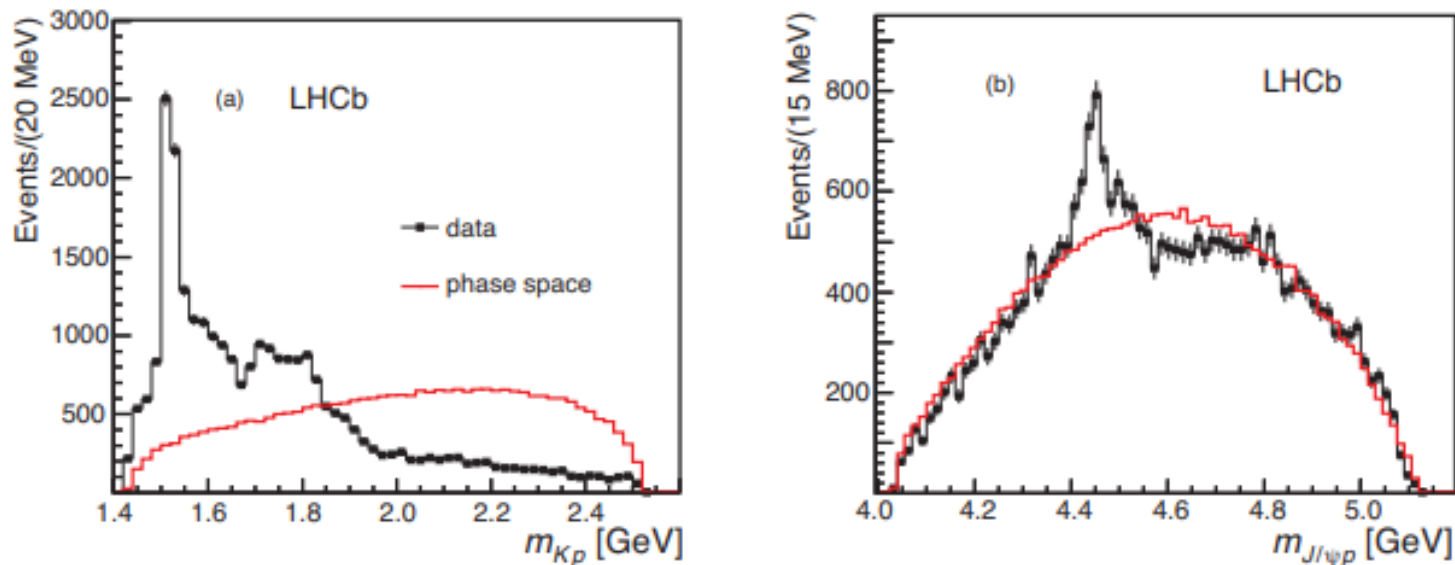 Events/(20 MeV)
3000
2500
2000
1500
1000
500
(a) LHCb
data
phase space
1.4 1.6 1.8 2.0 2.2 2.4
m_{Kp} [GeV]
Events/(15 MeV)
800
600
400
200
(b) LHCb
4.0 4.2 4.4 4.6 4.8 5.0
m_{J/ψp} [GeV]